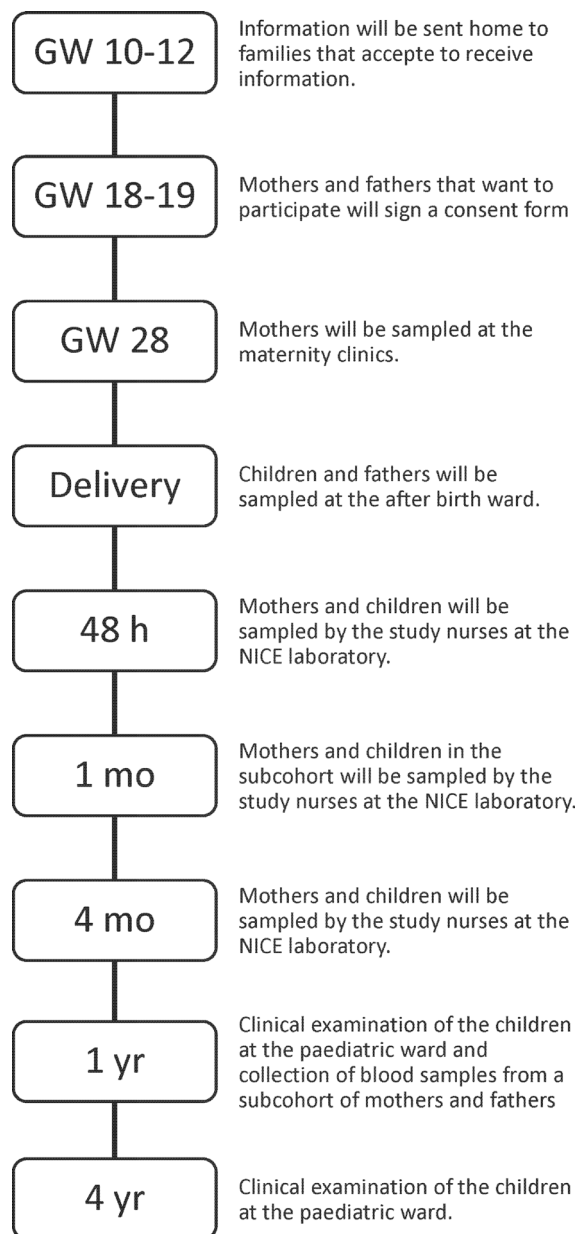 GW 10-12
Information will be sent home to
families that accepte to receive
information.
GW 18-19
Mothers and fathers that want to
participate will sign a consent form
GW 28
Mothers will be sampled at the
maternity clinics.
Delivery
Children and fathers will be
sampled at the after birth ward.
48 h
Mothers and children will be
sampled by the study nurses at the
NICE laboratory.
1 mo
Mothers and children in the
subcohort will be sampled by the
study nurses at the NICE laboratory.
4 mo
Mothers and children will be
sampled by the study nurses at the
NICE laboratory.
1 yr
Clinical examination of the children
at the paediatric ward and
collection of blood samples from a
subcohort of mothers and fathers
4 yr
Clinical examination of the children
at the paediatric ward.